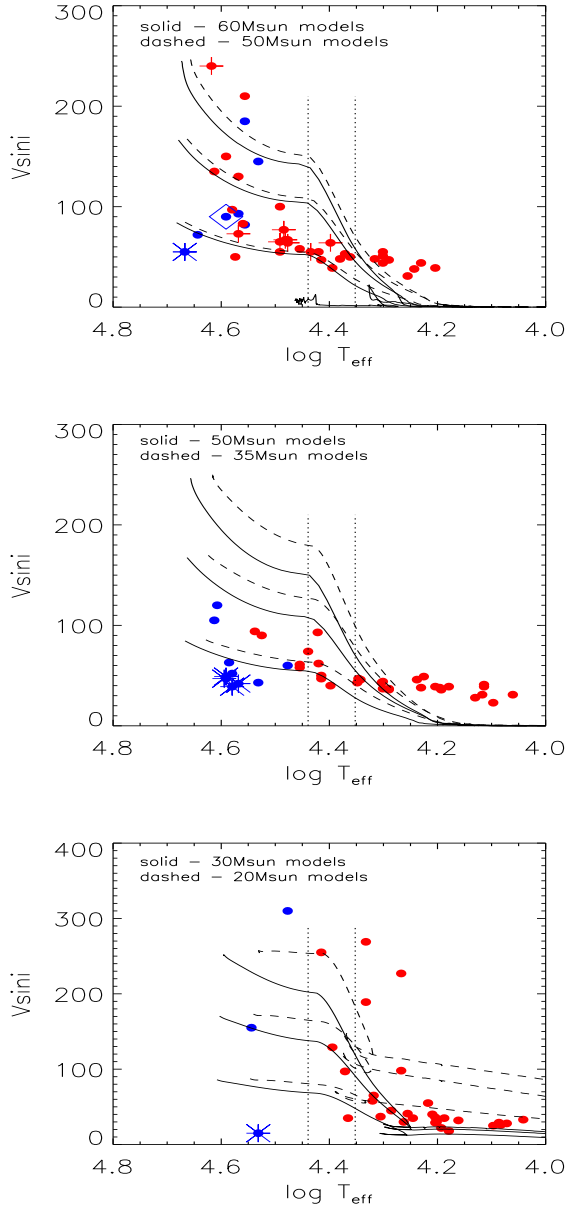 solid – 60Msun models
dashed – 50Msun models
300
200
100
0
Vsini
4.8 4.6 4.4 4.2 4.0
log Teff
solid – 50Msun models
dashed – 35Msun models
300
200
100
0
Vsini
4.8 4.6 4.4 4.2 4.0
log Teff
solid – 30Msun models
dashed – 20Msun models
400
300
200
100
0
Vsini
4.8 4.6 4.4 4.2 4.0
log Teff